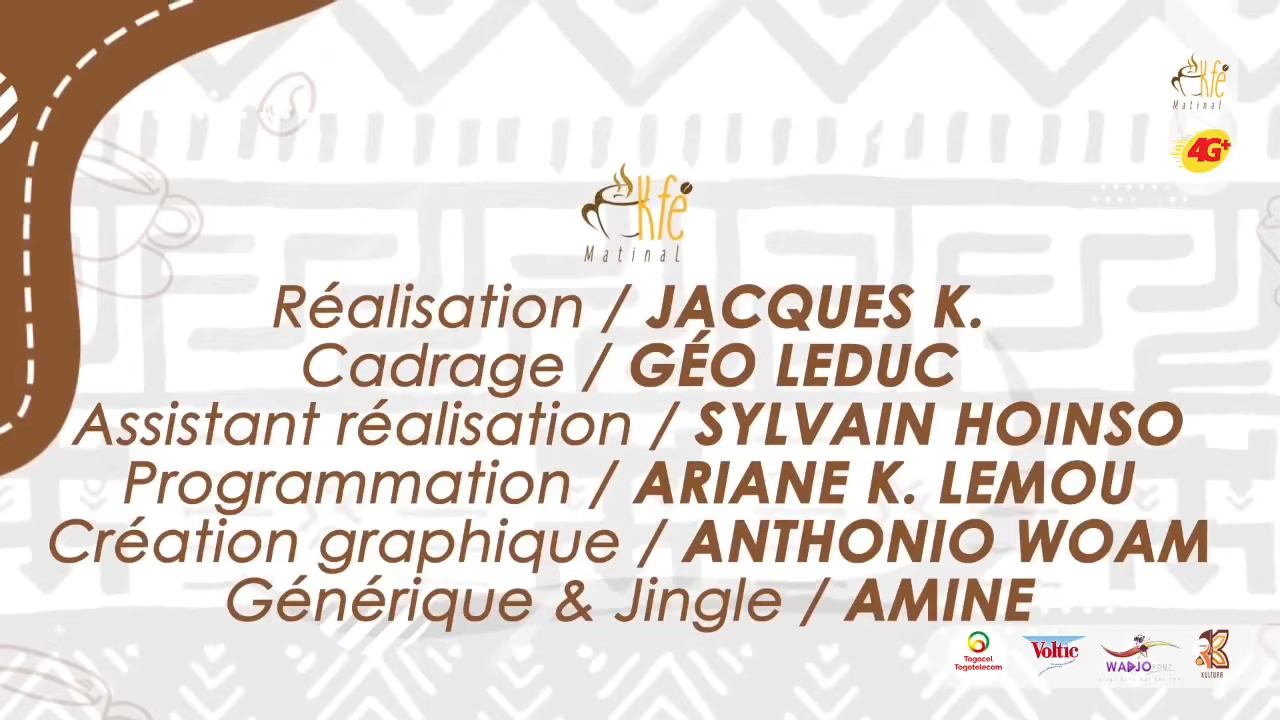 Kfé
Matinal
4G+
Kfé
Matinal
Réalisation / JACQUES K.
Cadrage / GÉO LEDUC
Assistant réalisation / SYLVAIN HOINSO
Programmation / ARIANE K. LEMOU
Création graphique / ANTHONIO WOAM
Générique & Jingle / AMINE
Togocel
Togotelecom
Voltic
WADJO
KULTURA